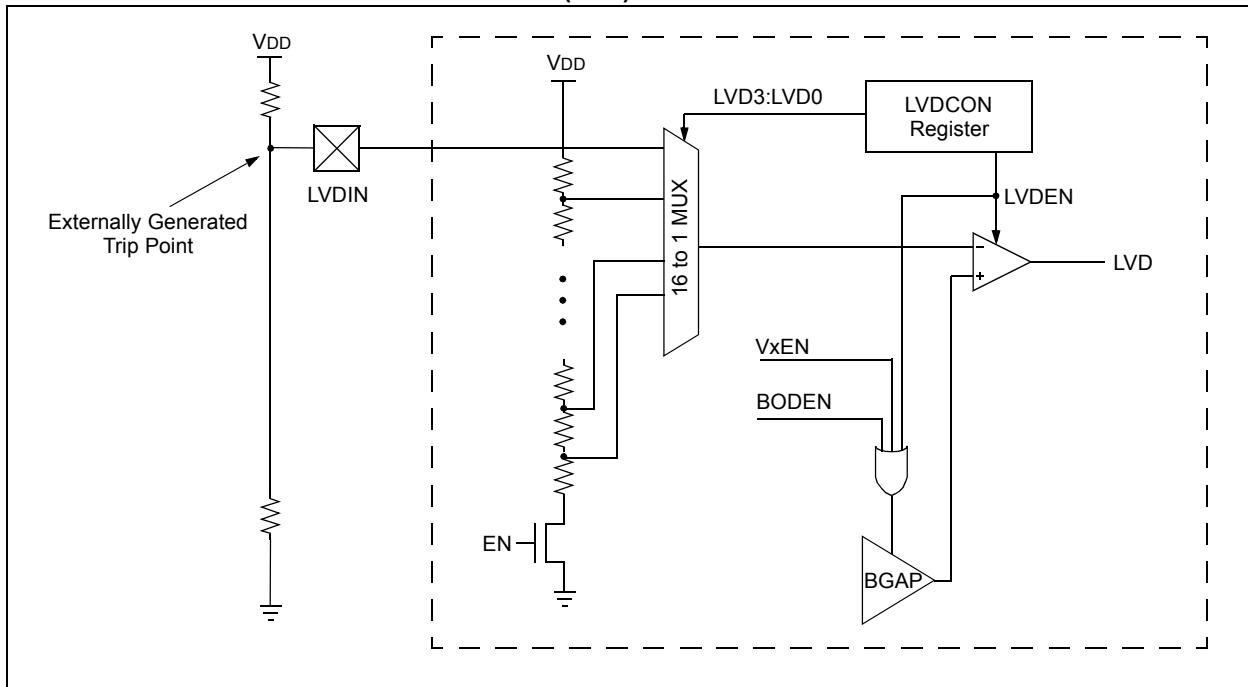 VDD
VDD
LVD3:LVD0
LVDCON
Register
LVDIN
16 to 1 MUX
LVDEN
Externally Generated
Trip Point
–
+
LVD
VxEN
BODEN
EN
BGAP